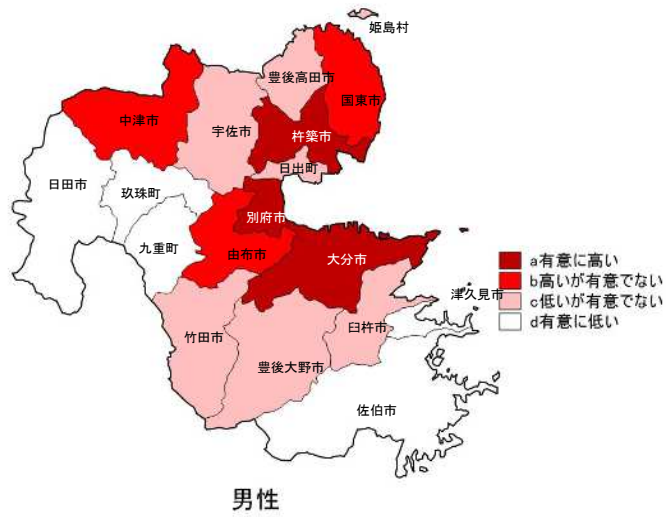 姫島村
豊後高田市
国東市
中津市
宇佐市
杵築市
日出町
日田市
玖珠町
別府市
九重町
由布市
大分市
a有意に高い
b高いが有意でない
c低いが有意でない
d有意に低い
津久見市
臼杵市
竹田市
豊後大野市
佐伯市
男性